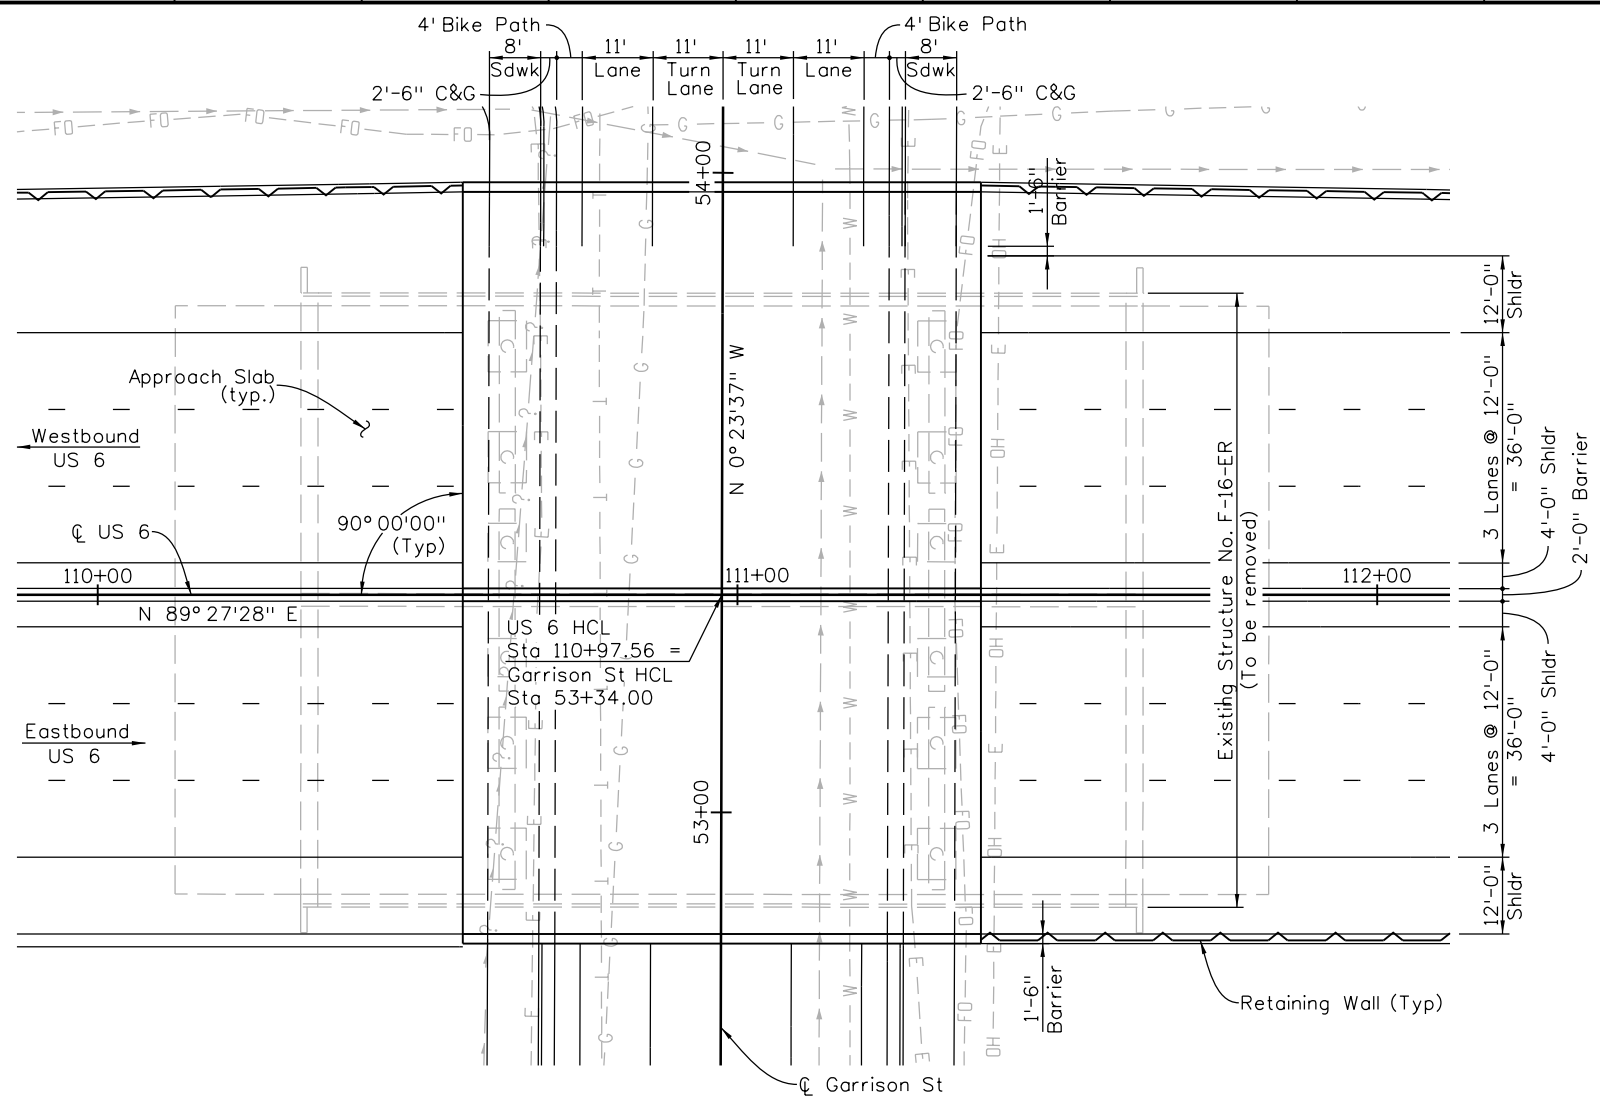 4' Bike Path
4' Bike Path
8'
11'
11'
11'
11'
8'
Sdwk
Lane
Turn
Lane
Turn
Lane
Lane
Sdwk
2'-6" C&G
2'-6" C&G
54+00
1'-6"
Barrier
12'-0"
Shldr
Approach Slab
(typ.)
Westbound
US 6
N 0°23'37" W
Existing Structure No. F-16-ER
(To be removed)
3 Lanes @ 12'-0"
= 36'-0"
4'-0" Shldr
2'-0" Barrier
90°00'00"
(Typ)
℄ US 6
110+00
111+00
112+00
N 89°27'28" E
US 6 HCL
Sta 110+97.56 =
Garrison St HCL
Sta 53+34.00
Eastbound
US 6
53+00
3 Lanes @ 12'-0"
= 36'-0"
4'-0" Shldr
12'-0"
Shldr
1'-6"
Barrier
Retaining Wall (Typ)
℄ Garrison St